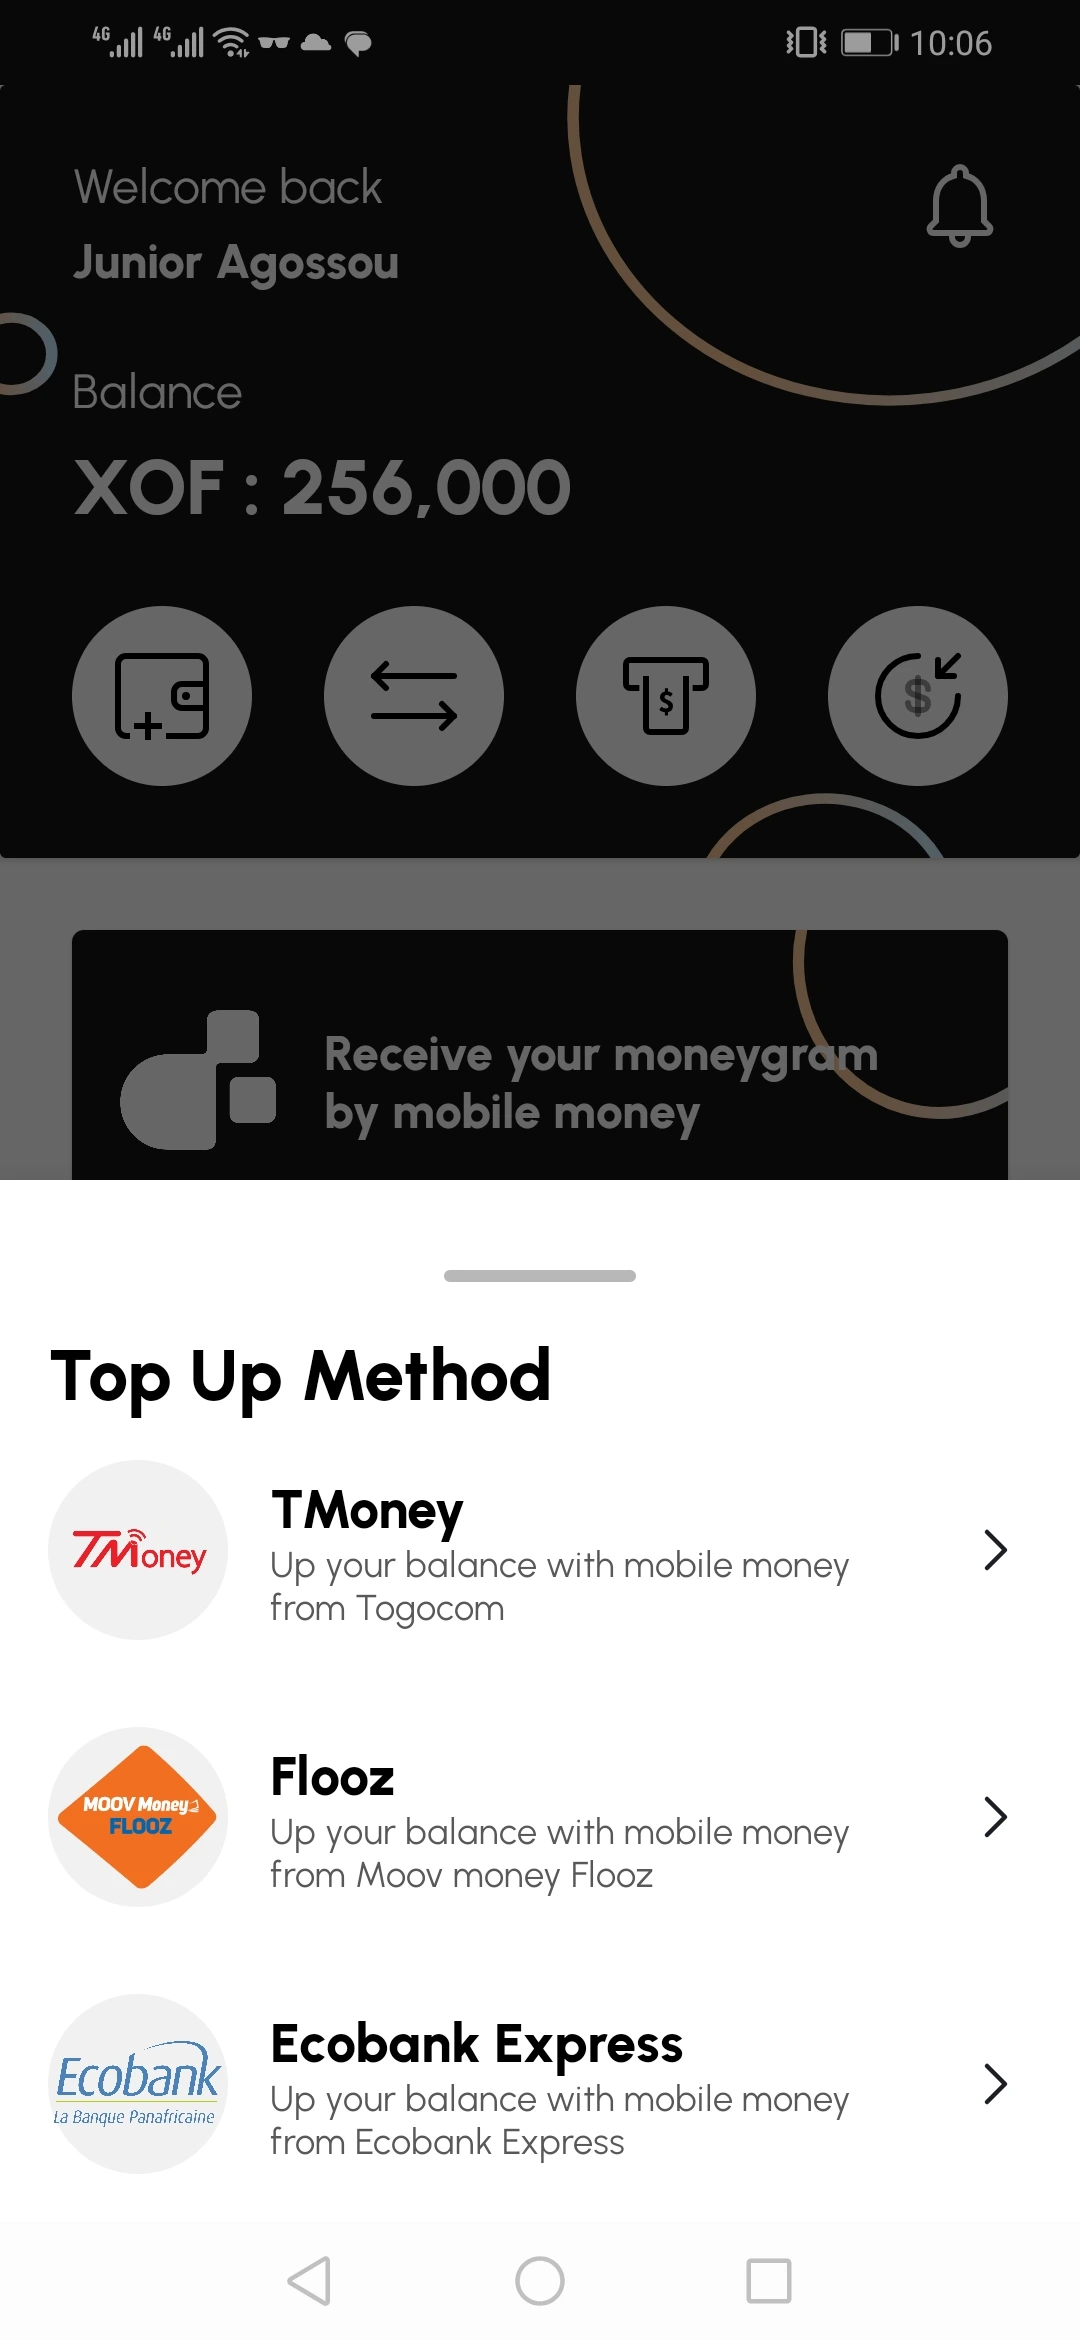 4G 4G 10:06
Welcome back
Junior Agossou
Balance
XOF : 256,000
$ $
Receive your moneygram
by mobile money
Top Up Method
TMoney
TMoney
Up your balance with mobile money
from Togocom
MOOV Money
FLOOZ
Flooz
Up your balance with mobile money
from Moov money Flooz
Ecobank
La Banque Panafricaine
Ecobank Express
Up your balance with mobile money
from Ecobank Express